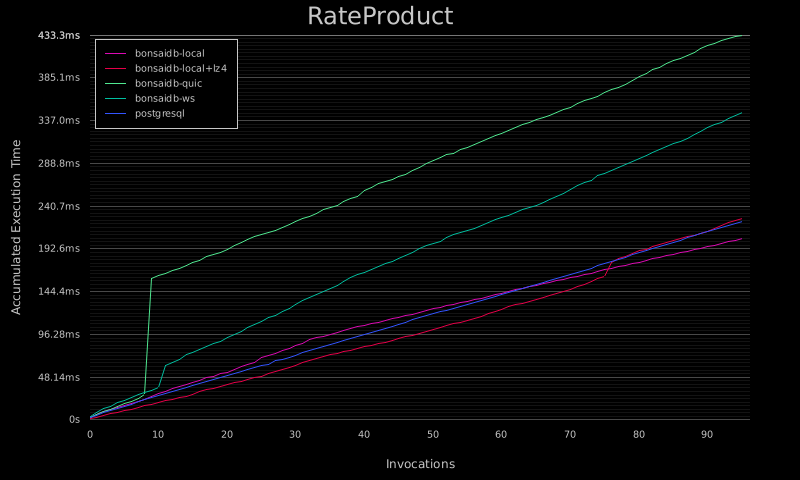 RateProduct
433.3ms
385.1ms
337.0ms
288.8ms
240.7ms
192.6ms
144.4ms
96.28ms
48.14ms
0s
bonsaidb-local
bonsaidb-local+lz4
bonsaidb-quic
bonsaidb-ws
postgresql
Accumulated Execution Time
0 10 20 30 40 50 60 70 80 90
Invocations